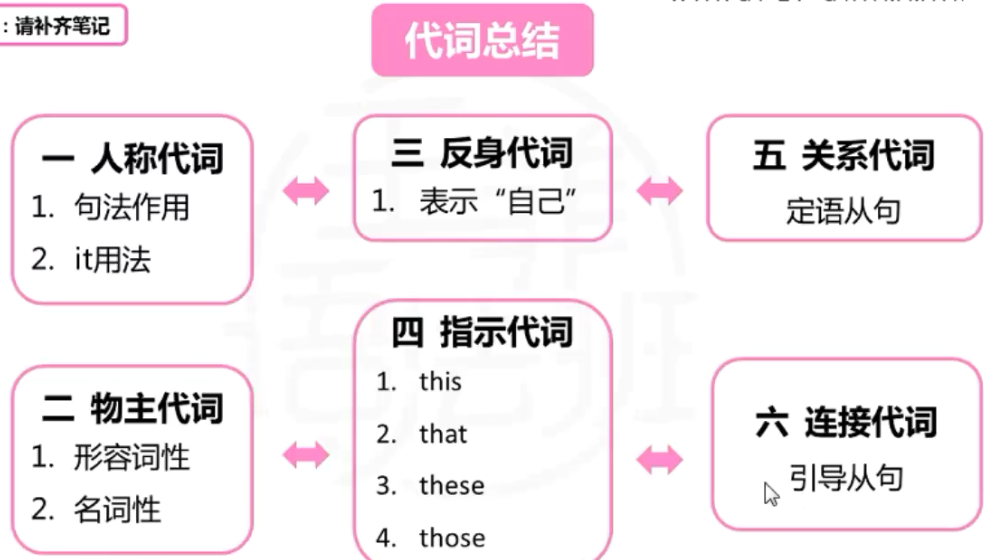 ：请补齐笔记
代词总结
一 人称代词
1. 句法作用
2. it用法
二 物主代词
1. 形容词性
2. 名词性
三 反身代词
1. 表示“自己”
四 指示代词
1. this
2. that
3. these
4. those
五 关系代词
定语从句
六 连接代词
引导从句